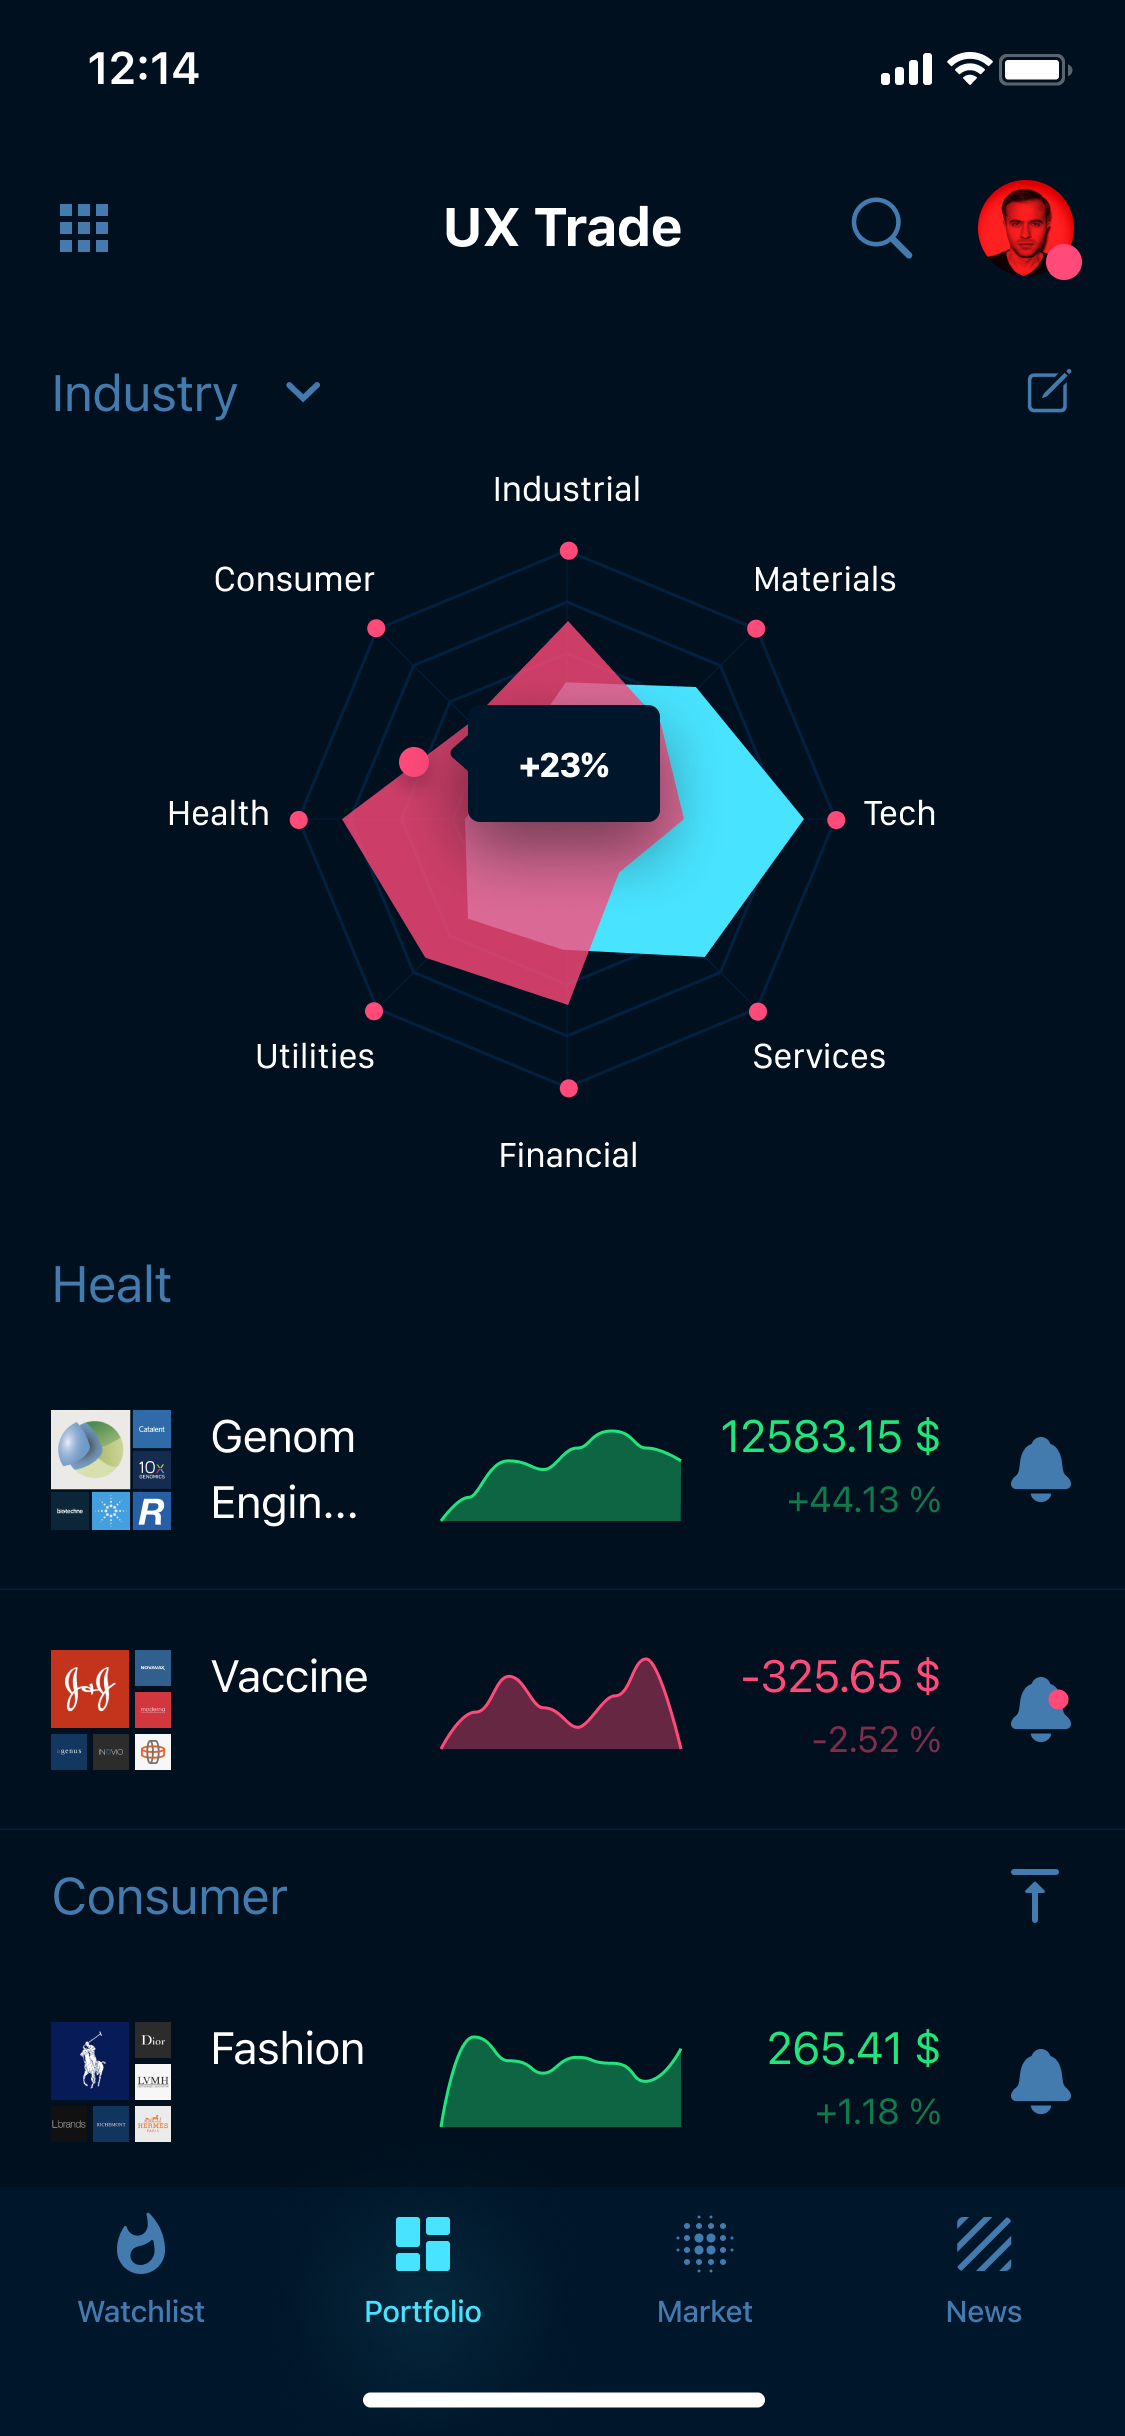 12:14
UX Trade
Industry
Industrial
Consumer
Materials
+23%
Health
Tech
Utilities
Services
Financial
Healt
Catalent
10x
GENOMICS
biotechne
R
Genom
Engin...
12583.15 $
+44.13 %
J&J
NOVAVAX
moderna
agenus
INOVIO
Vaccine
-325.65 $
-2.52 %
Consumer
Dior
LVMH
Lbrands
RICHEMONT
HERMÈS
PARIS
Fashion
265.41 $
+1.18 %
Watchlist
Portfolio
Market
News